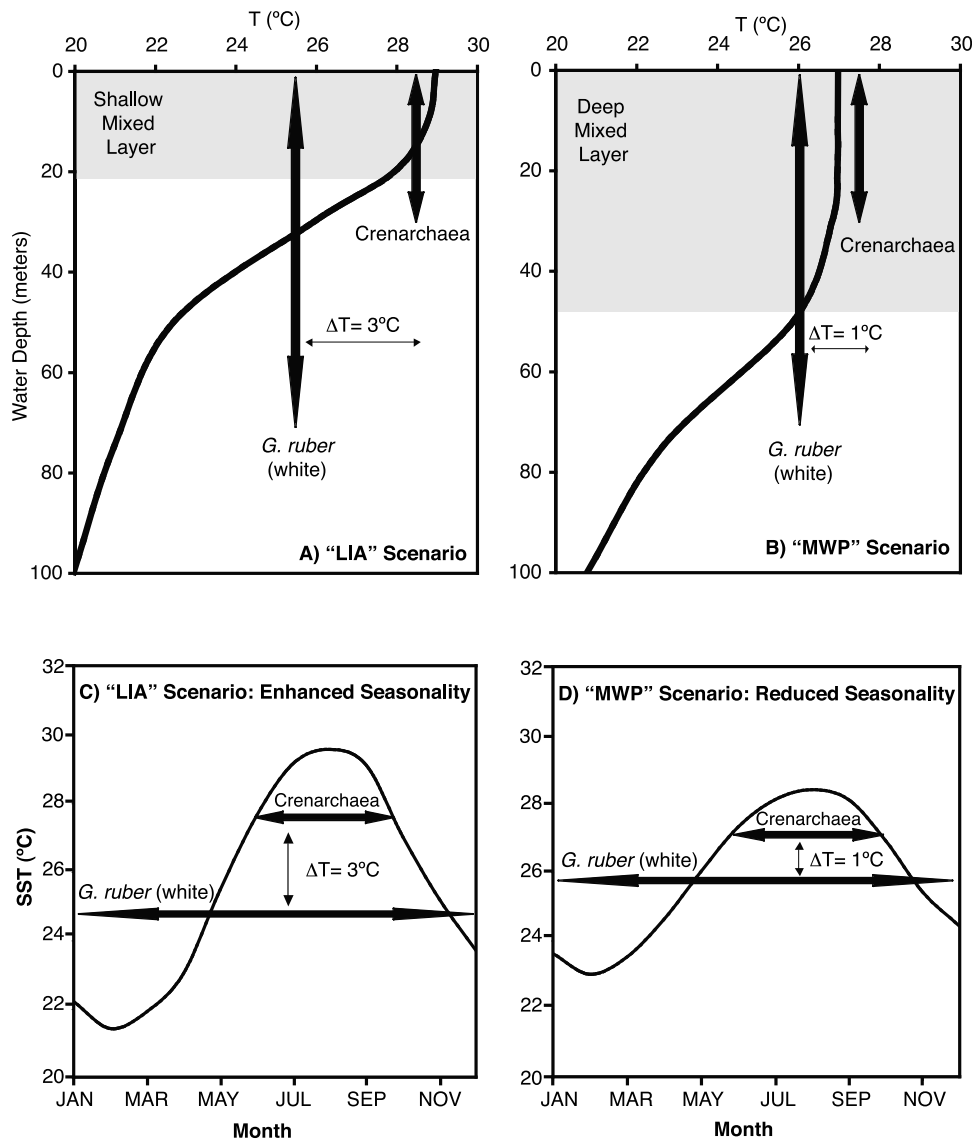 T (ºC)
20 22 24 26 28 30
0
20
40
60
80
100
Water Depth (meters)
Shallow
Mixed
Layer
Crenarchaea
ΔT= 3ºC
G. ruber
(white)
A) “LIA” Scenario
T (ºC)
20 22 24 26 28 30
0
20
40
60
80
100
Deep
Mixed
Layer
Crenarchaea
ΔT= 1ºC
G. ruber
(white)
B) “MWP” Scenario
32
30
28
26
24
22
20
SST (ºC)
C) “LIA” Scenario: Enhanced Seasonality
Crenarchaea
ΔT= 3ºC
G. ruber (white)
JAN MAR MAY JUL SEP NOV
Month
32
30
28
26
24
22
20
D) “MWP” Scenario: Reduced Seasonality
Crenarchaea
G. ruber (white)
ΔT= 1ºC
JAN MAR MAY JUL SEP NOV
Month